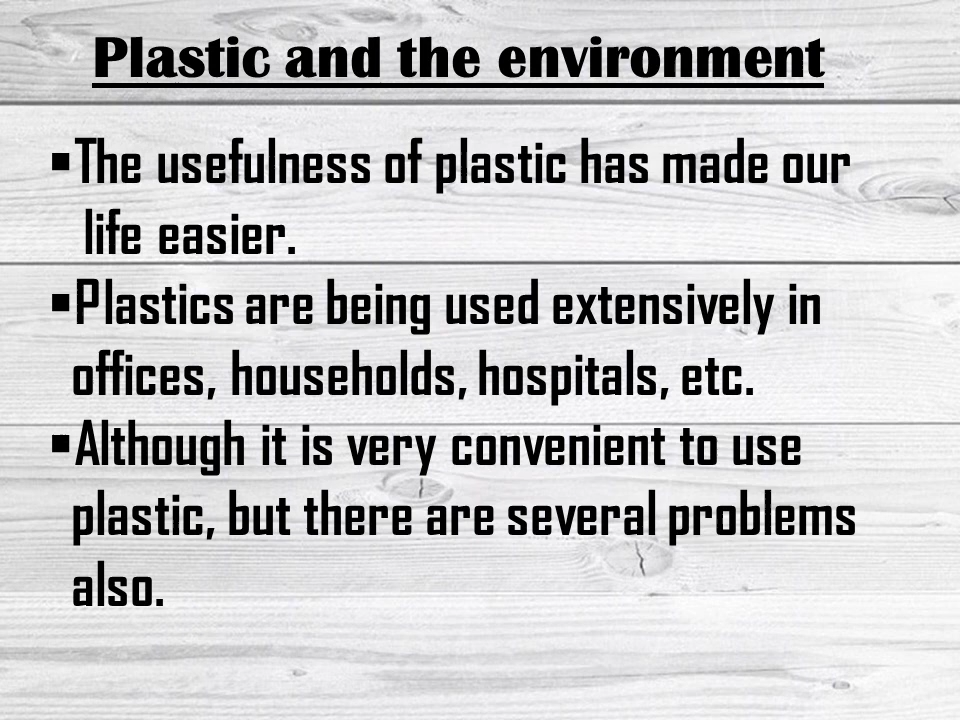 Plastic and the environment
▪The usefulness of plastic has made our
life easier.
▪Plastics are being used extensively in
offices, households, hospitals, etc.
▪Although it is very convenient to use
plastic, but there are several problems
also.